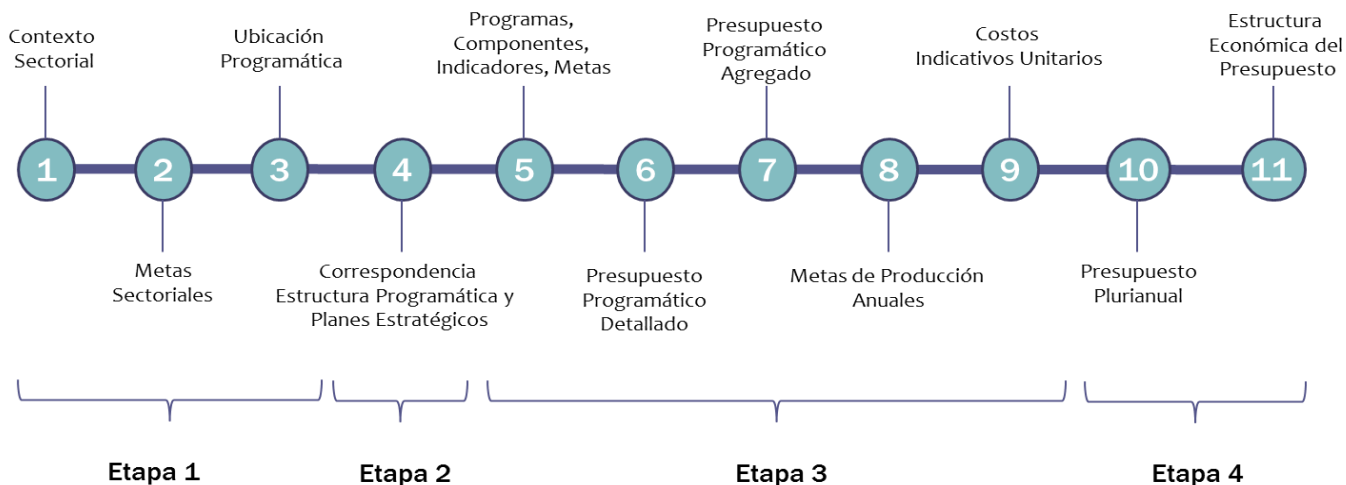 Contexto
Sectorial
Ubicación
Programática
Programas,
Componentes,
Indicadores, Metas
Presupuesto
Programático
Agregado
Costos
Indicativos Unitarios
Estructura
Económica del
Presupuesto
1
2
3
4
5
6
7
8
9
10
11
Metas
Sectoriales
Correspondencia
Estructura Programática y
Planes Estratégicos
Presupuesto
Programático
Detallado
Metas de Producción
Anuales
Presupuesto
Plurianual
Etapa 1
Etapa 2
Etapa 3
Etapa 4